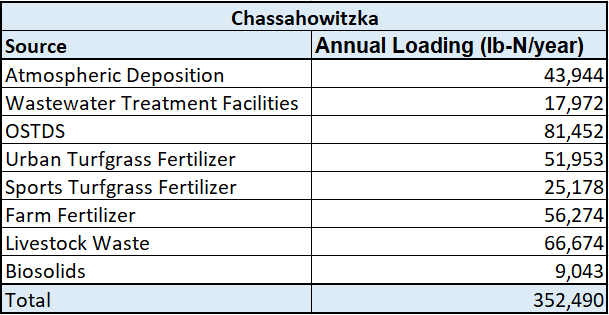 Chassahowitzka
Source Annual Loading (lb-N/year)
Atmospheric Deposition 43,944
Wastewater Treatment Facilities 17,972
OSTDS 81,452
Urban Turfgrass Fertilizer 51,953
Sports Turfgrass Fertilizer 25,178
Farm Fertilizer 56,274
Livestock Waste 66,674
Biosolids 9,043
Total 352,490